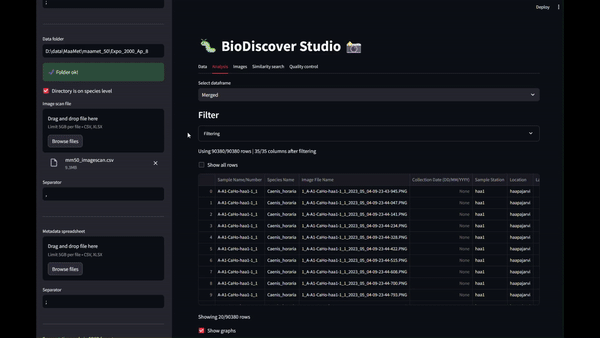 Deploy
;
Data folder
D:\data\MaaMet\maamet_50\Expo_2000_Ap_8
Folder ok!
Directory is on species level
Image scan file
Drag and drop file here
Limit 5GB per file • CSV, XLSX
Browse files
mm50_imagescan.csv
Separator
,
Metadata spreadsheet
Drag and drop file here
Limit 5GB per file • CSV, XLSX
Browse files
Separator
;
BioDiscover Studio
Data Analysis Images Similarity search Quality control
Select dataframe
Merged
Filter
Filtering
Using 90380/90380 rows | 35/35 columns after filtering
Show all rows
Sample Name/Number Species Name Image File Name Collection Date (DD/MM/YYYY) Sample Station Location
0 A-A1-CaHo-haa1-1_1 Caenis_horaria 1_A-A1-CaHo-haa1-1_1_2023_05_04-09-23-43-945.PNG None haa1 haapajarvi
1 A-A1-CaHo-haa1-1_1 Caenis_horaria 1_A-A1-CaHo-haa1-1_1_2023_05_04-09-23-44-047.PNG None haa1 haapajarvi
2 A-A1-CaHo-haa1-1_1 Caenis_horaria 1_A-A1-CaHo-haa1-1_1_2023_05_04-09-23-44-141.PNG None haa1 haapajarvi
3 A-A1-CaHo-haa1-1_1 Caenis_horaria 1_A-A1-CaHo-haa1-1_1_2023_05_04-09-23-44-228.PNG None haa1 haapajarvi
4 A-A1-CaHo-haa1-1_1 Caenis_horaria 1_A-A1-CaHo-haa1-1_1_2023_05_04-09-23-44-334.PNG None haa1 haapajarvi
5 A-A1-CaHo-haa1-1_1 Caenis_horaria 1_A-A1-CaHo-haa1-1_1_2023_05_04-09-23-44-422.PNG None haa1 haapajarvi
6 A-A1-CaHo-haa1-1_1 Caenis_horaria 1_A-A1-CaHo-haa1-1_1_2023_05_04-09-23-44-515.PNG None haa1 haapajarvi
7 A-A1-CaHo-haa1-1_1 Caenis_horaria 1_A-A1-CaHo-haa1-1_1_2023_05_04-09-23-44-608.PNG None haa1 haapajarvi
8 A-A1-CaHo-haa1-1_1 Caenis_horaria 1_A-A1-CaHo-haa1-1_1_2023_05_04-09-23-44-700.PNG None haa1 haapajarvi
9 A-A1-CaHo-haa1-1_1 Caenis_horaria 1_A-A1-CaHo-haa1-1_1_2023_05_04-09-23-44-793.PNG None haa1 haapajarvi
Showing 20/90380 rows
Show graphs